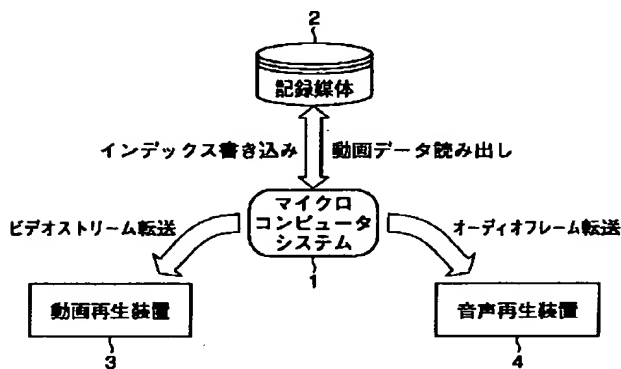 2
記録媒体
インデックス書き込み 動画データ読み出し
マイクロ
コンピュータ
システム
ビデオストリーム転送
オーディオフレーム転送
1
動画再生装置
音声再生装置
3
4